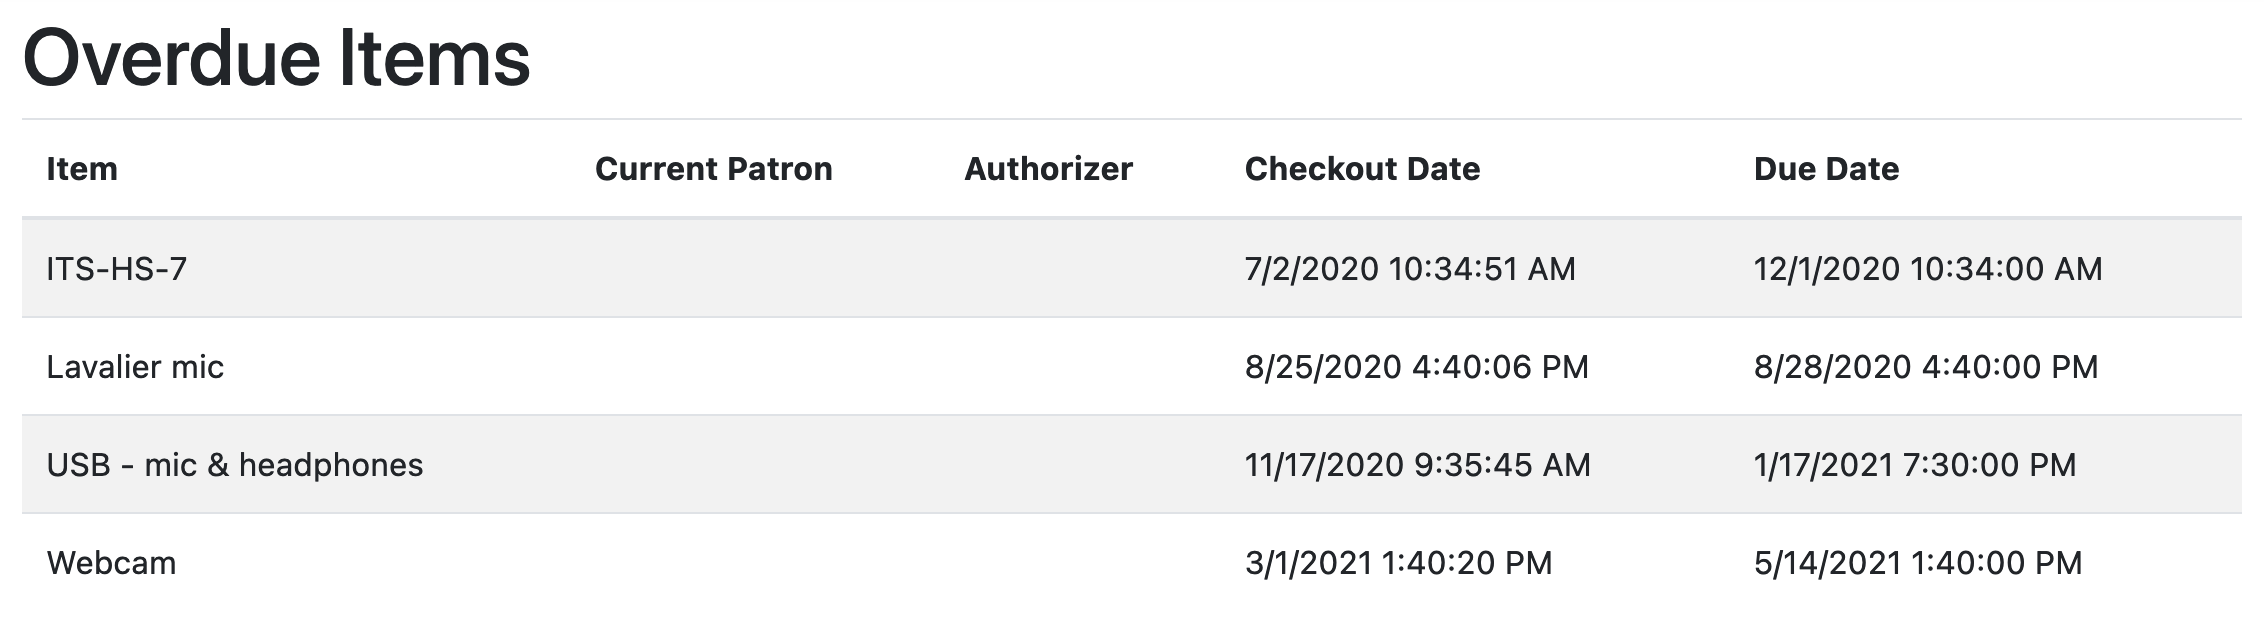 Overdue Items
Item Current Patron Authorizer Checkout Date Due Date
ITS-HS-7 7/2/2020 10:34:51 AM 12/1/2020 10:34:00 AM
Lavalier mic 8/25/2020 4:40:06 PM 8/28/2020 4:40:00 PM
USB - mic & headphones 11/17/2020 9:35:45 AM 1/17/2021 7:30:00 PM
Webcam 3/1/2021 1:40:20 PM 5/14/2021 1:40:00 PM